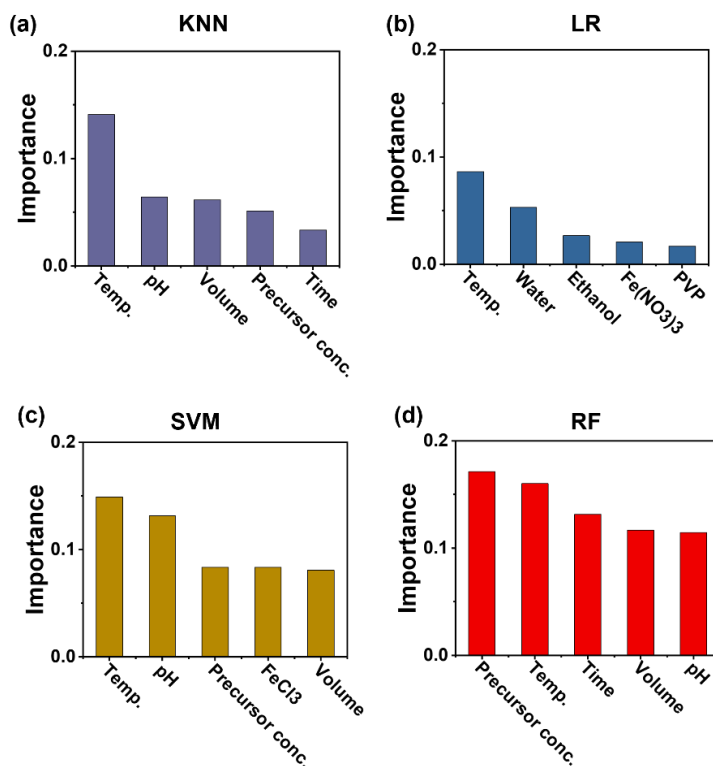 (a)
KNN
Importance
0.2
0.1
0.0
Temp.
pH
Volume
Precursor conc.
Time
(b)
LR
Importance
0.2
0.1
0.0
Temp.
Water
Ethanol
Fe(NO3)3
PVP
(c)
SVM
Importance
0.2
0.1
0.0
Temp.
pH
Precursor conc.
FeCl3
Volume
(d)
RF
Importance
0.2
0.1
0.0
Precursor conc.
Temp.
Time
Volume
pH